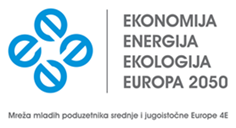 EKONOMIJA
ENERGIJA
EKOLOGIJA
EUROPA 2050
Mreža mladih poduzetnika srednje i jugoistočne Europe 4E